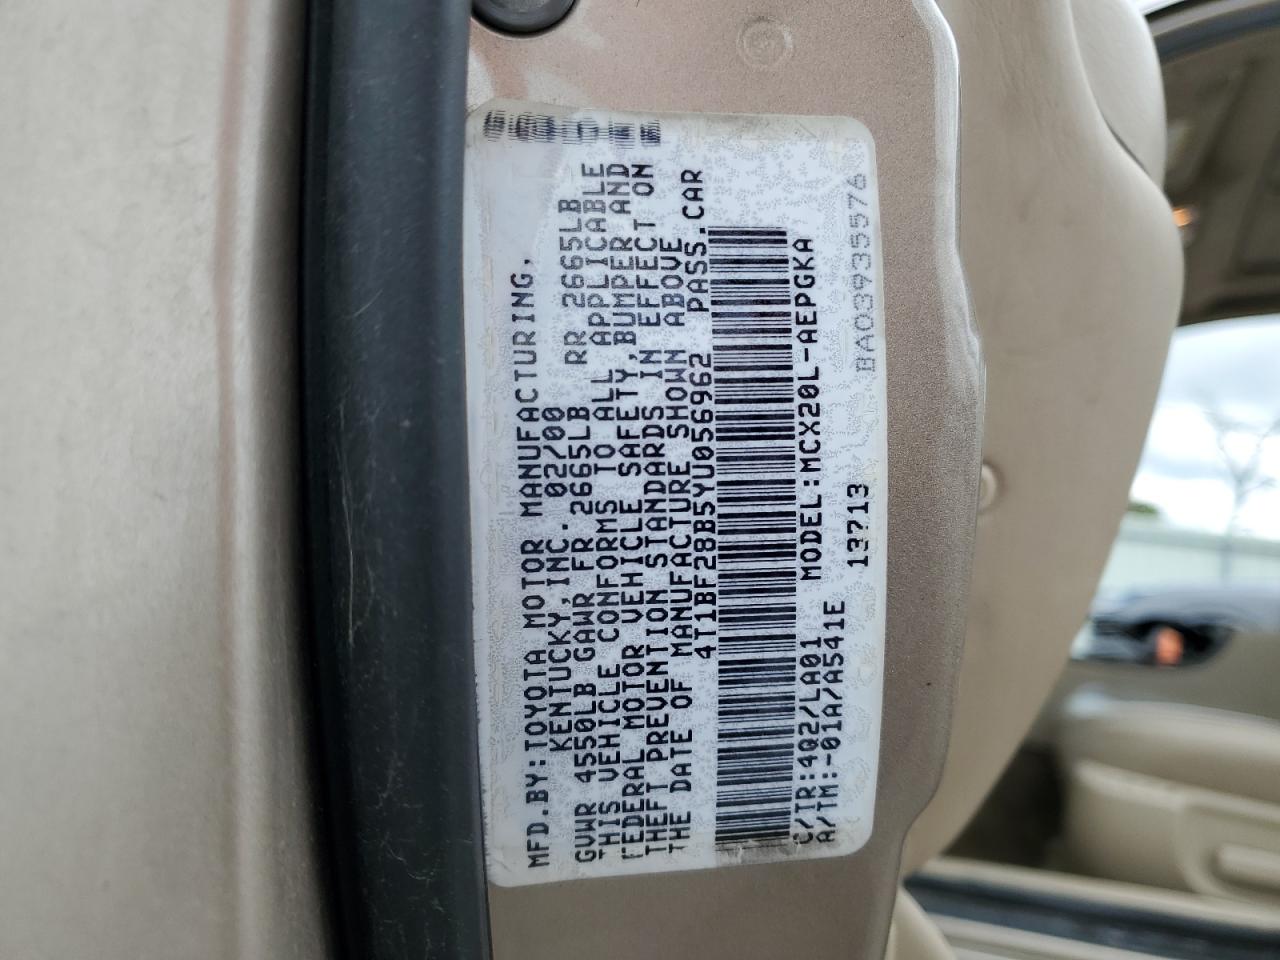 MFD.BY:TOYOTA MOTOR MANUFACTURING,
KENTUCKY,INC. 02/00
GVWR 4550LB GAWR FR 2665LB RR 2665LB
THIS VEHICLE CONFORMS TO ALL APPLICABLE
FEDERAL MOTOR VEHICLE SAFETY,BUMPER AND
THEFT PREVENTION STANDARDS IN EFFECT ON
THE DATE OF MANUFACTURE SHOWN ABOVE
4T1BF28B5YU056962 PASS.CAR
C/TR:4Q2/LA01 MODEL:MCX20L-AEPGKA
A/TM:-01A/A541E 13713
BA03935576